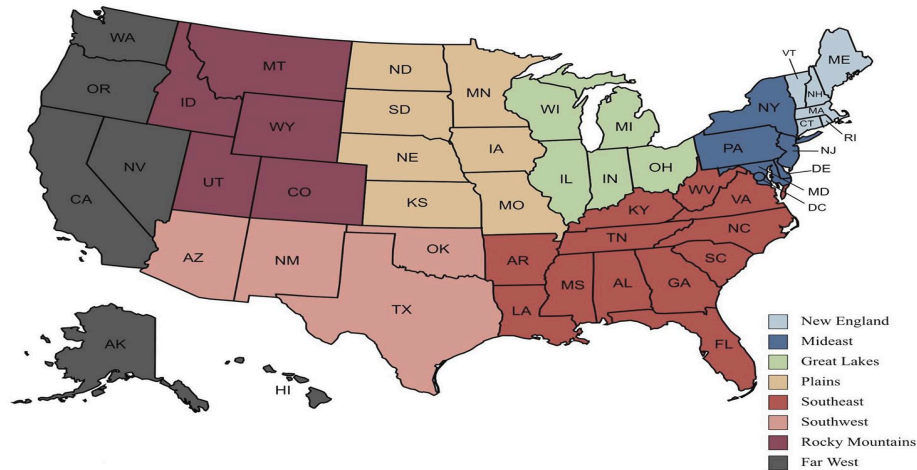 WA
MT
ND
MN
VT
ME
OR
ID
SD
WI
MI
NY
NH
MA
CT
RI
WY
NE
IA
PA
NJ
NV
UT
CO
IL
IN
OH
DE
MD
DC
CA
KS
MO
WV
VA
KY
NC
TN
AZ
NM
OK
AR
SC
MS
AL
GA
TX
LA
FL
AK
HI
New England
Mideast
Great Lakes
Plains
Southeast
Southwest
Rocky Mountains
Far West